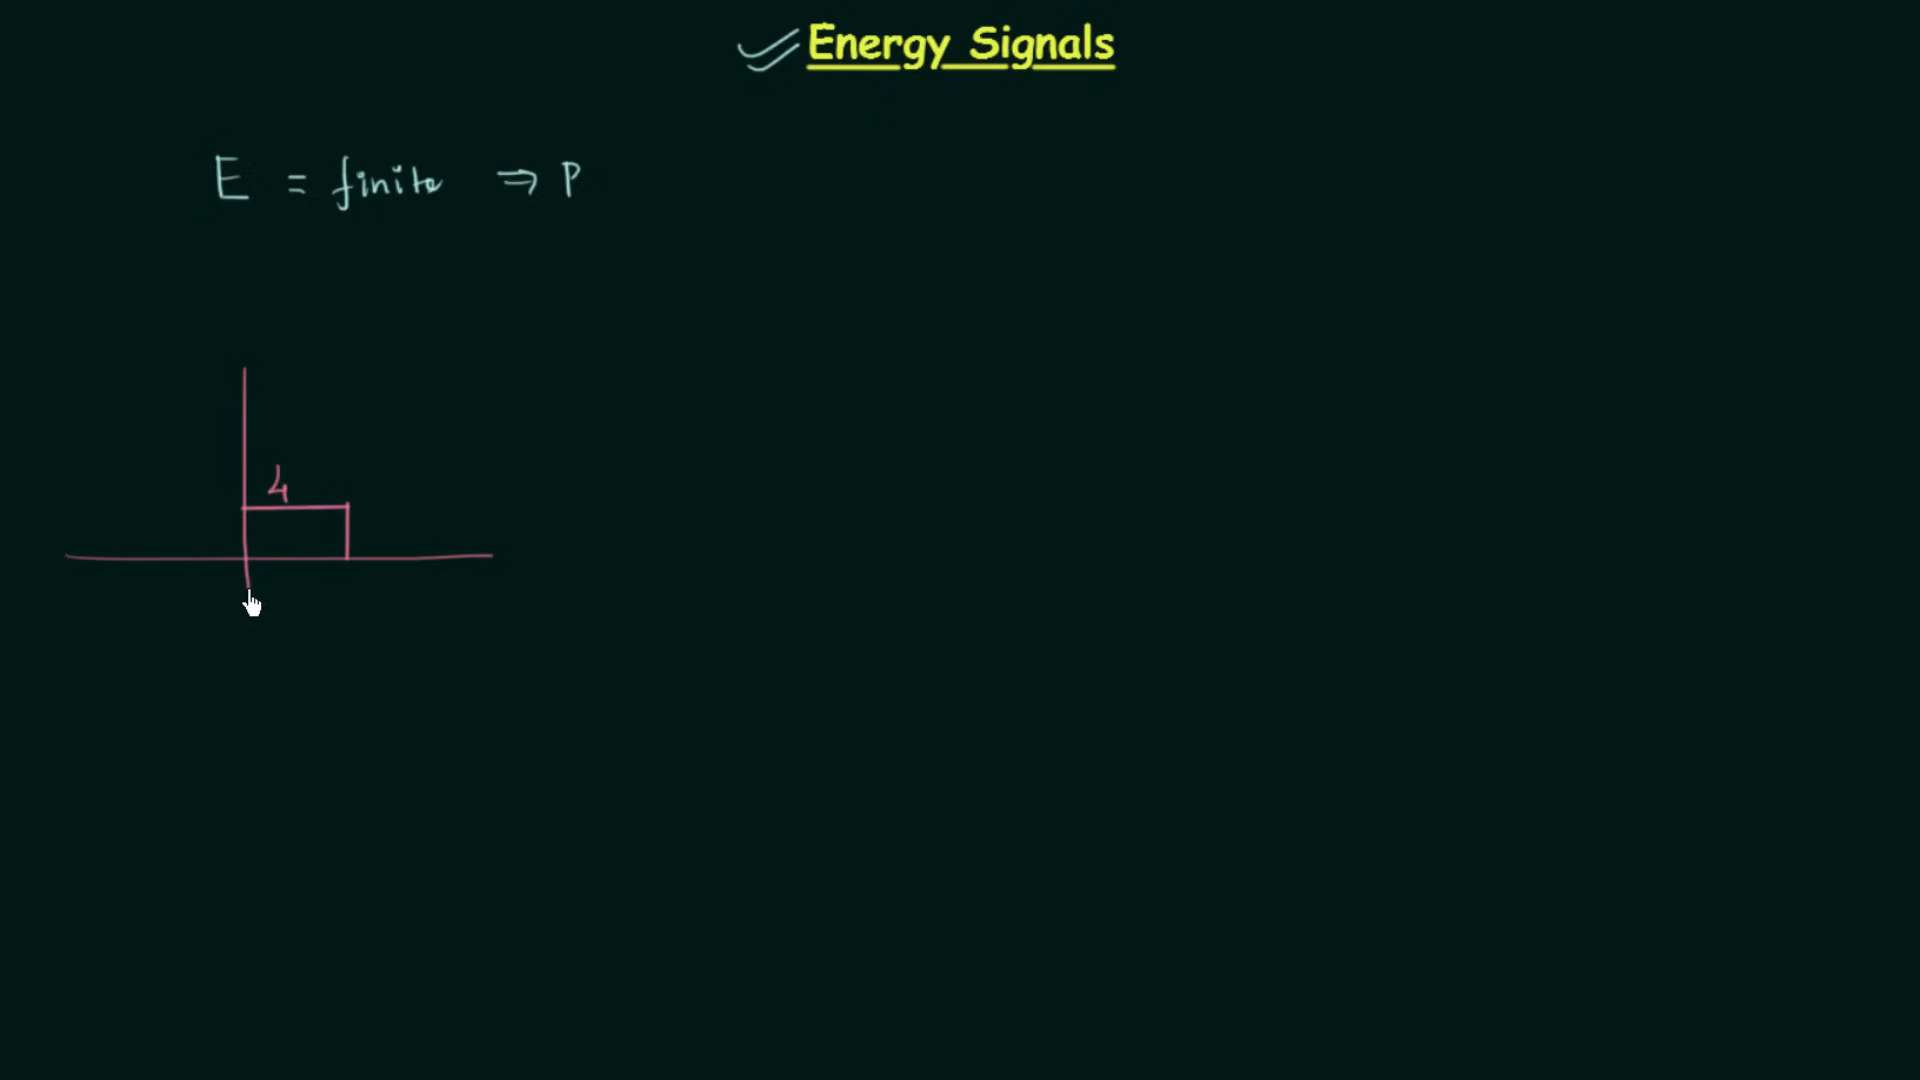 Energy Signals
E = finite ⇒ P
4